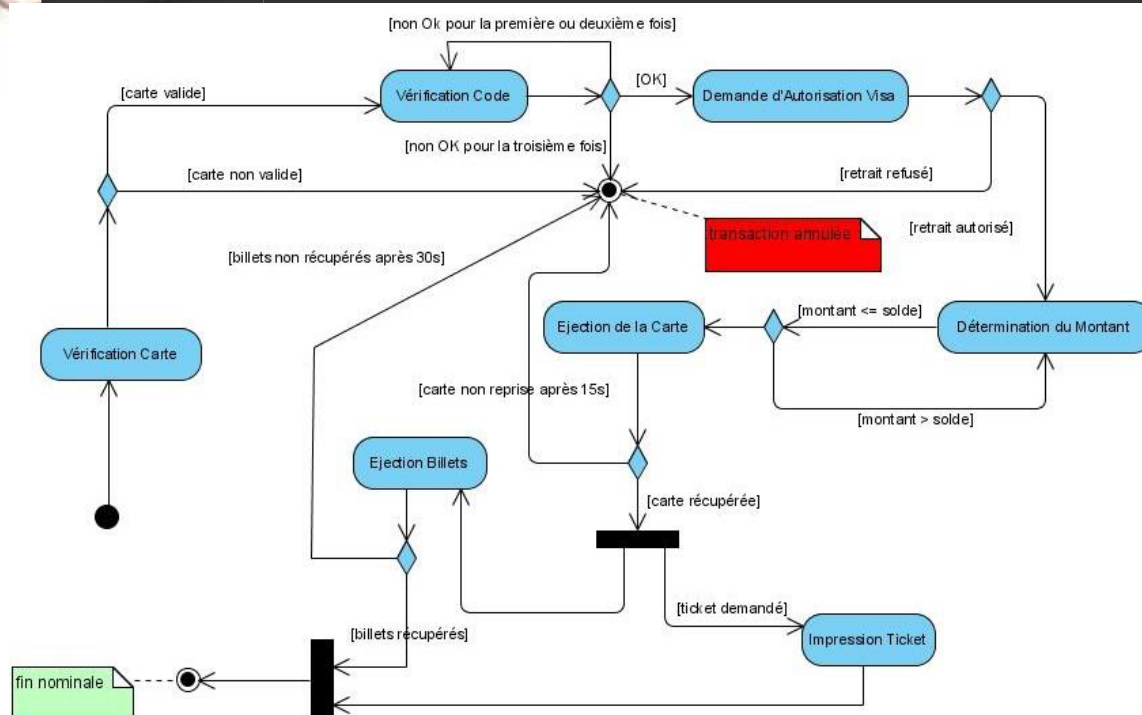 [non Ok pour la première ou deuxième fois]
[carte valide]
Vérification Code
[OK]
Demande d'Autorisation Visa
[non OK pour la troisième fois]
[carte non valide]
[retrait refusé]
transaction annulée
[retrait autorisé]
[billets non récupérés après 30s]
Ejection de la Carte
[montant <= solde]
Détermination du Montant
Vérification Carte
[carte non reprise après 15s]
[montant > solde]
Ejection Billets
[carte récupérée]
[ticket demandé]
[billets récupérés]
Impression Ticket
fin nominale